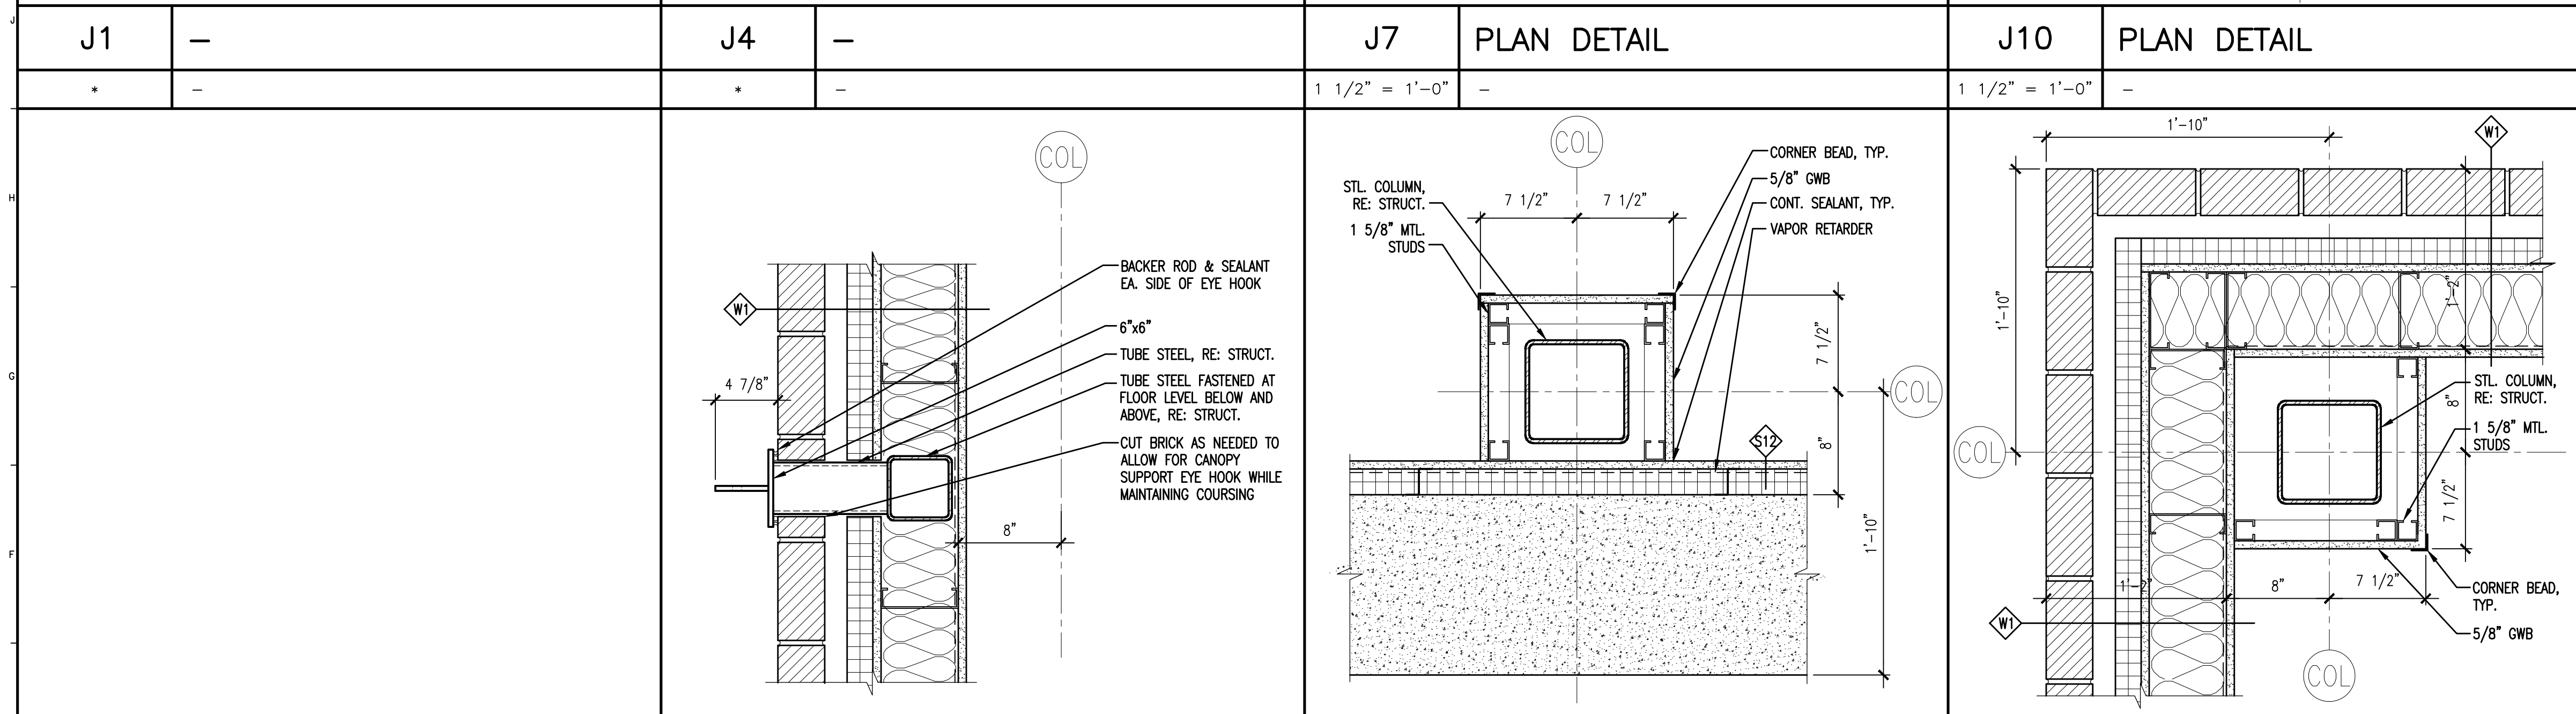 J
H
G
F
J1
–
*
–
J4
–
*
–
J7
PLAN DETAIL
1 1/2" = 1'-0"
–
J10
PLAN DETAIL
1 1/2" = 1'-0"
–
COL
W1
4 7/8"
8"
BACKER ROD & SEALANT
EA. SIDE OF EYE HOOK
6"x6"
TUBE STEEL, RE: STRUCT.
TUBE STEEL FASTENED AT
FLOOR LEVEL BELOW AND
ABOVE, RE: STRUCT.
CUT BRICK AS NEEDED TO
ALLOW FOR CANOPY
SUPPORT EYE HOOK WHILE
MAINTAINING COURSING
COL
STL. COLUMN,
RE: STRUCT.
1 5/8" MTL.
STUDS
7 1/2"
7 1/2"
CORNER BEAD, TYP.
5/8" GWB
CONT. SEALANT, TYP.
VAPOR RETARDER
7 1/2"
COL
S12
8"
1'-10"
1'-10"
W1
1'-10"
1'-2"
8"
STL. COLUMN,
RE: STRUCT.
1 5/8" MTL.
STUDS
COL
7 1/2"
1'-2"
8"
7 1/2"
CORNER BEAD,
TYP.
5/8" GWB
W1
COL